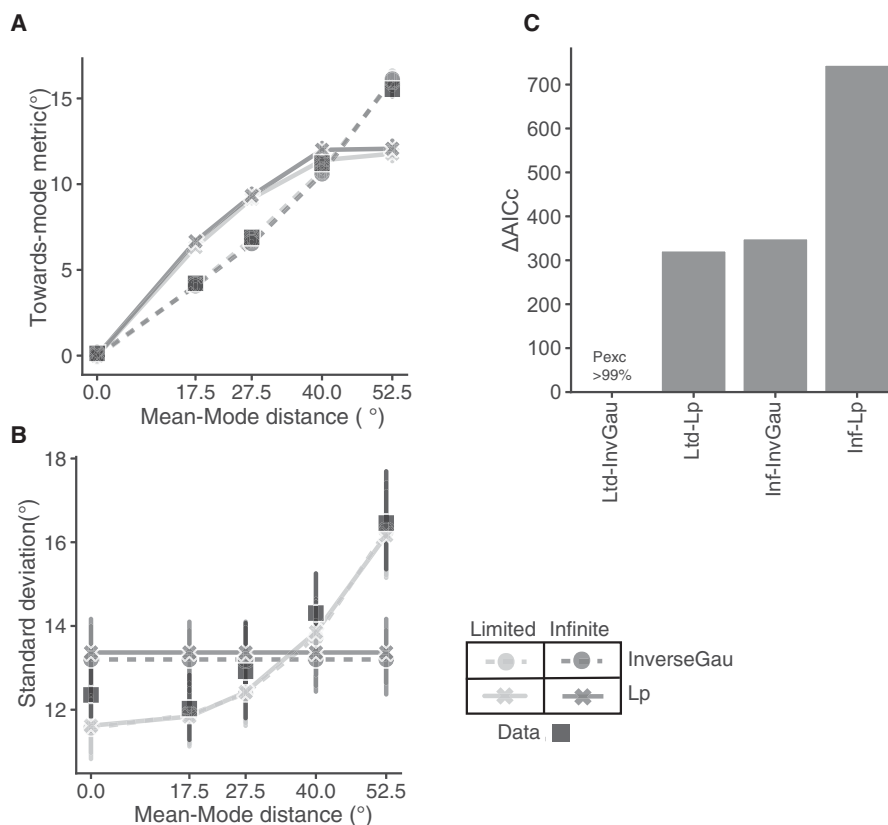 A
Towards-mode metric(°)
15
10
5
0
0.0 17.5 27.5 40.0 52.5
Mean-Mode distance ( °)
B
Standard deviation(°)
18
16
14
12
0.0 17.5 27.5 40.0 52.5
Mean-Mode distance (°)
C
ΔAICc
700
600
500
400
300
200
100
0
Pexc
>99%
Ltd-InvGau
Ltd-Lp
Inf-InvGau
Inf-Lp
Limited Infinite
InverseGau
Lp
Data